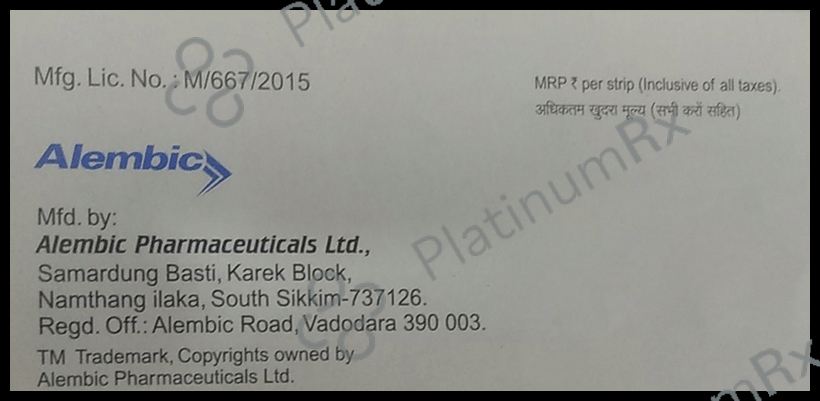 Mfg. Lic. No. : M/667/2015
MRP ₹ per strip (Inclusive of all taxes).
अधिकतम खुदरा मूल्य (सभी करों सहित)
Alembic
Mfd. by:
Alembic Pharmaceuticals Ltd.,
Samardung Basti, Karek Block,
Namthang ilaka, South Sikkim-737126.
Regd. Off.: Alembic Road, Vadodara 390 003.
TM Trademark, Copyrights owned by
Alembic Pharmaceuticals Ltd.
PlatinumRx